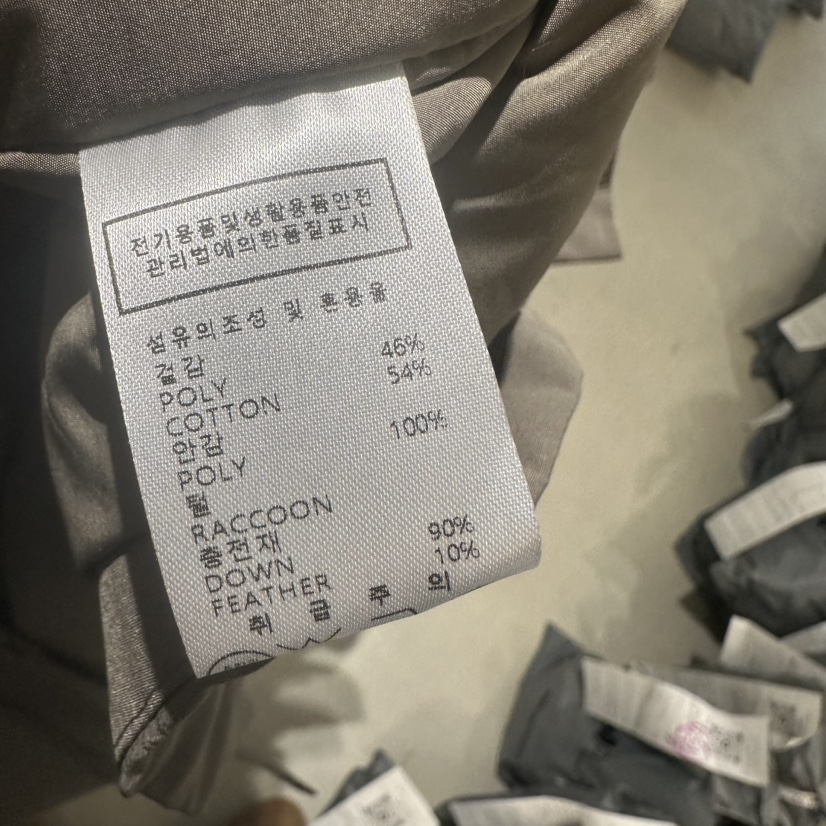 전기용품및생활용품안전
관리법에의한품질표시
섬유의조성 및 혼용율
겉감
POLY 46%
COTTON 54%
안감
POLY 100%
털
RACCOON
충전재
DOWN 90%
FEATHER 10%
취 급 주 의